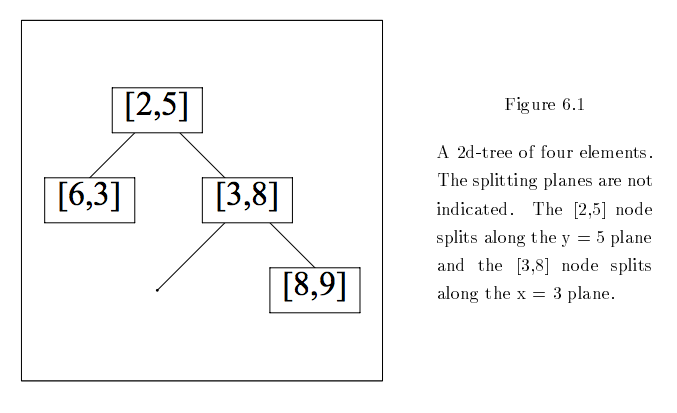 [2,5]
[6,3] [3,8]
[8,9]
Figure 6.1
A 2d-tree of four elements.
The splitting planes are not
indicated. The [2,5] node
splits along the y = 5 plane
and the [3,8] node splits
along the x = 3 plane.